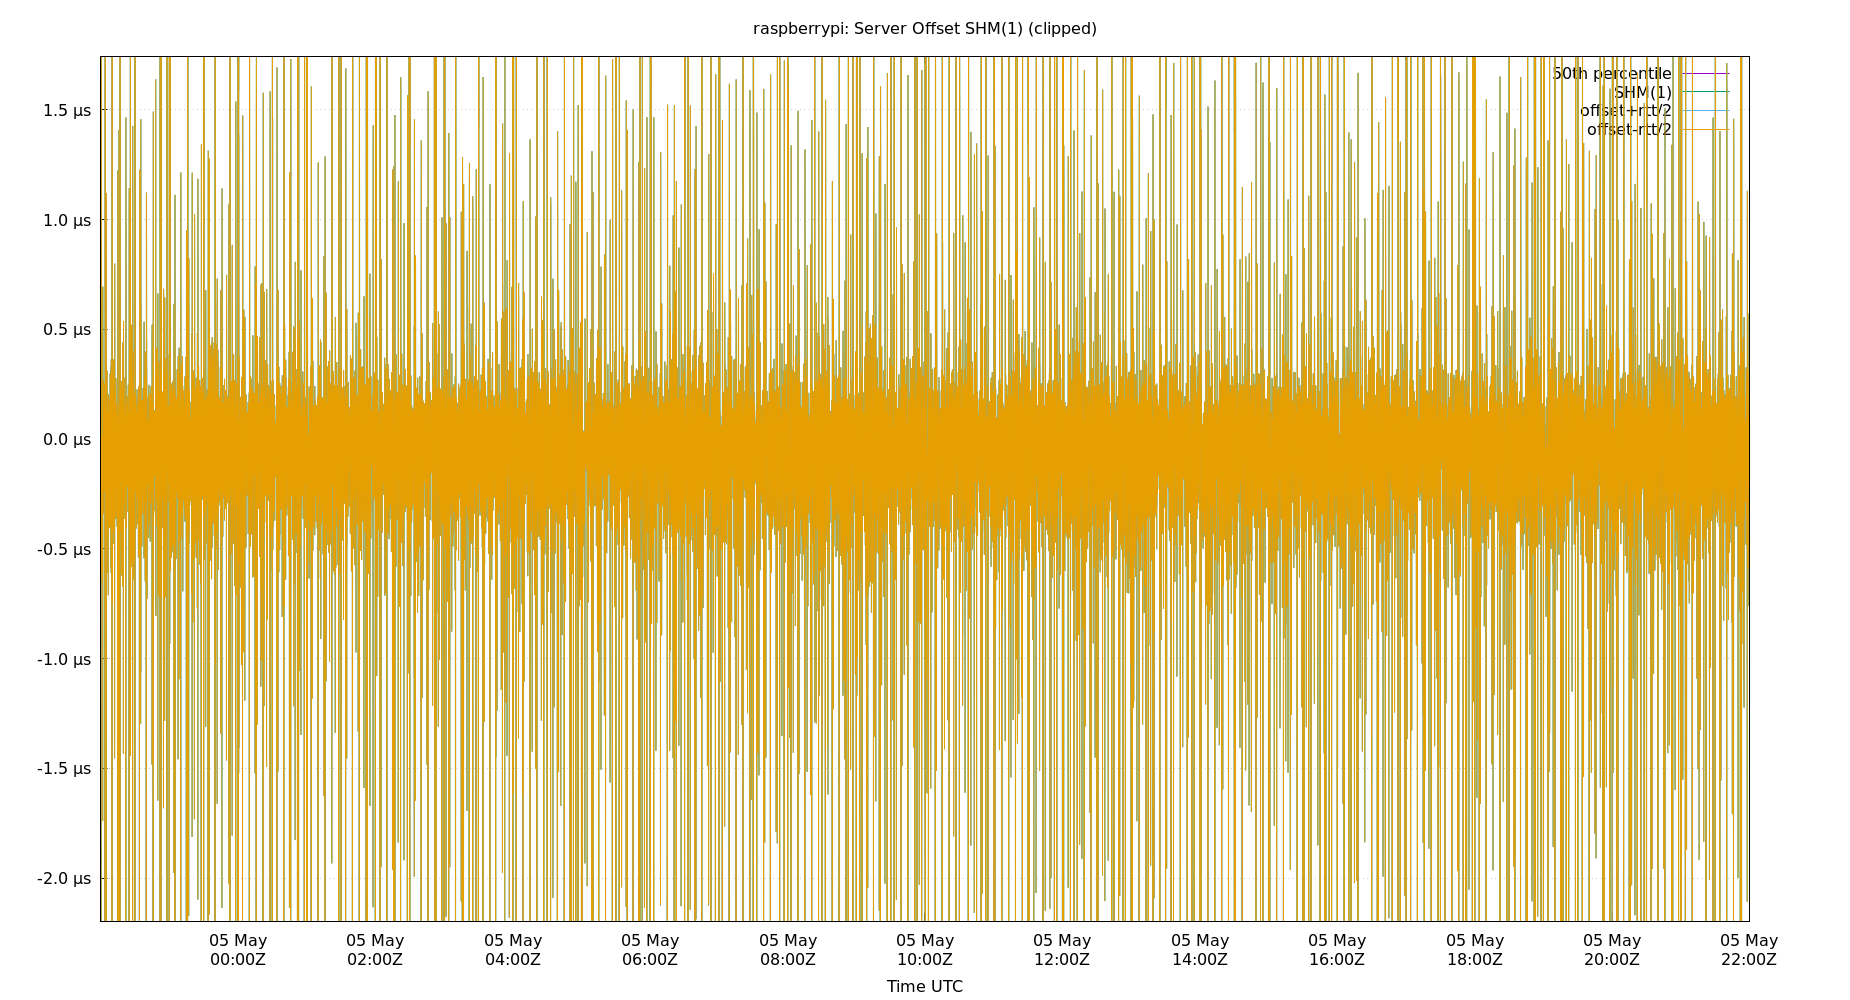 raspberrypi: Server Offset SHM(1) (clipped)
50th percentile
SHM(1)
offset+rtt/2
offset-rtt/2
1.5 µs
1.0 µs
0.5 µs
0.0 µs
-0.5 µs
-1.0 µs
-1.5 µs
-2.0 µs
05 May 05 May 05 May 05 May 05 May 05 May 05 May 05 May 05 May 05 May 05 May 05 May
00:00Z 02:00Z 04:00Z 06:00Z 08:00Z 10:00Z 12:00Z 14:00Z 16:00Z 18:00Z 20:00Z 22:00Z
Time UTC